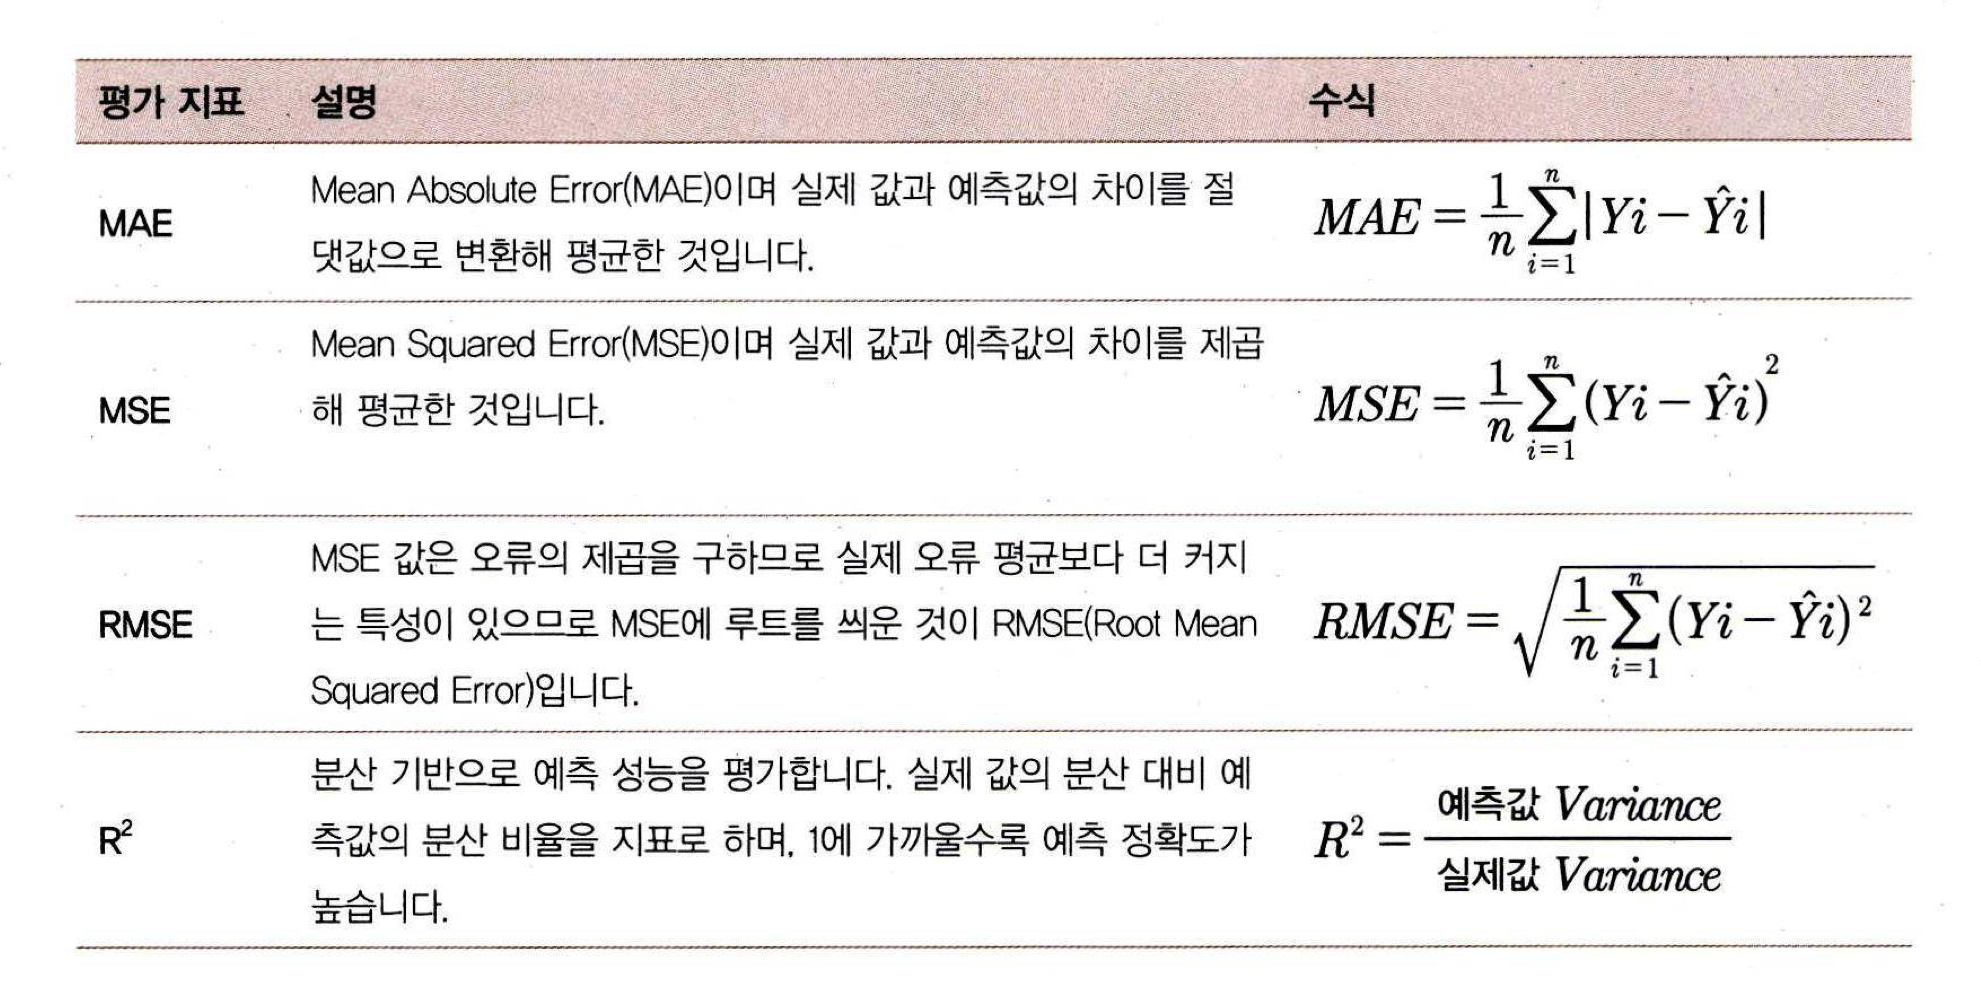 평가 지표 설명 수식
MAE
Mean Absolute Error(MAE)이며 실제 값과 예측값의 차이를 절
댓값으로 변환해 평균한 것입니다.
MAE = \frac{1}{n}\sum_{i=1}^{n}|Yi − Ŷi|
MSE
Mean Squared Error(MSE)이며 실제 값과 예측값의 차이를 제곱
해 평균한 것입니다.
MSE = \frac{1}{n}\sum_{i=1}^{n}(Yi − Ŷi)^2
RMSE
MSE 값은 오류의 제곱을 구하므로 실제 오류 평균보다 더 커지
는 특성이 있으므로 MSE에 루트를 씌운 것이 RMSE(Root Mean
Squared Error)입니다.
RMSE = \sqrt{\frac{1}{n}\sum_{i=1}^{n}(Yi − Ŷi)^2}
R²
분산 기반으로 예측 성능을 평가합니다. 실제 값의 분산 대비 예
측값의 분산 비율을 지표로 하며, 1에 가까울수록 예측 정확도가
높습니다.
R² = \frac{예측값 Variance}{실제값 Variance}